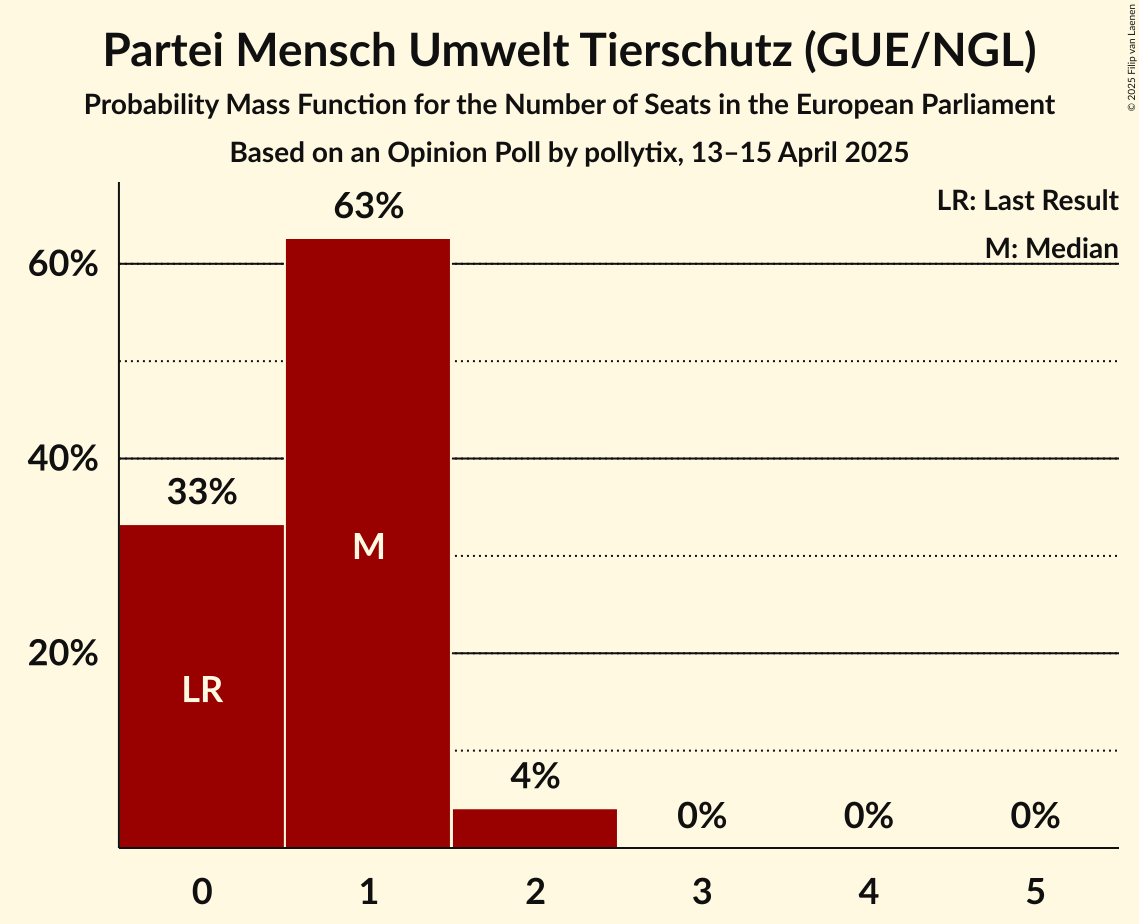 Partei Mensch Umwelt Tierschutz (GUE/NGL)
Probability Mass Function for the Number of Seats in the European Parliament
Based on an Opinion Poll by pollytix, 13–15 April 2025
© 2025 Filip van Laenen
LR: Last Result
M: Median
63%
60%
40%
33%
M
20%
LR
4%
0% 0% 0%
0 1 2 3 4 5